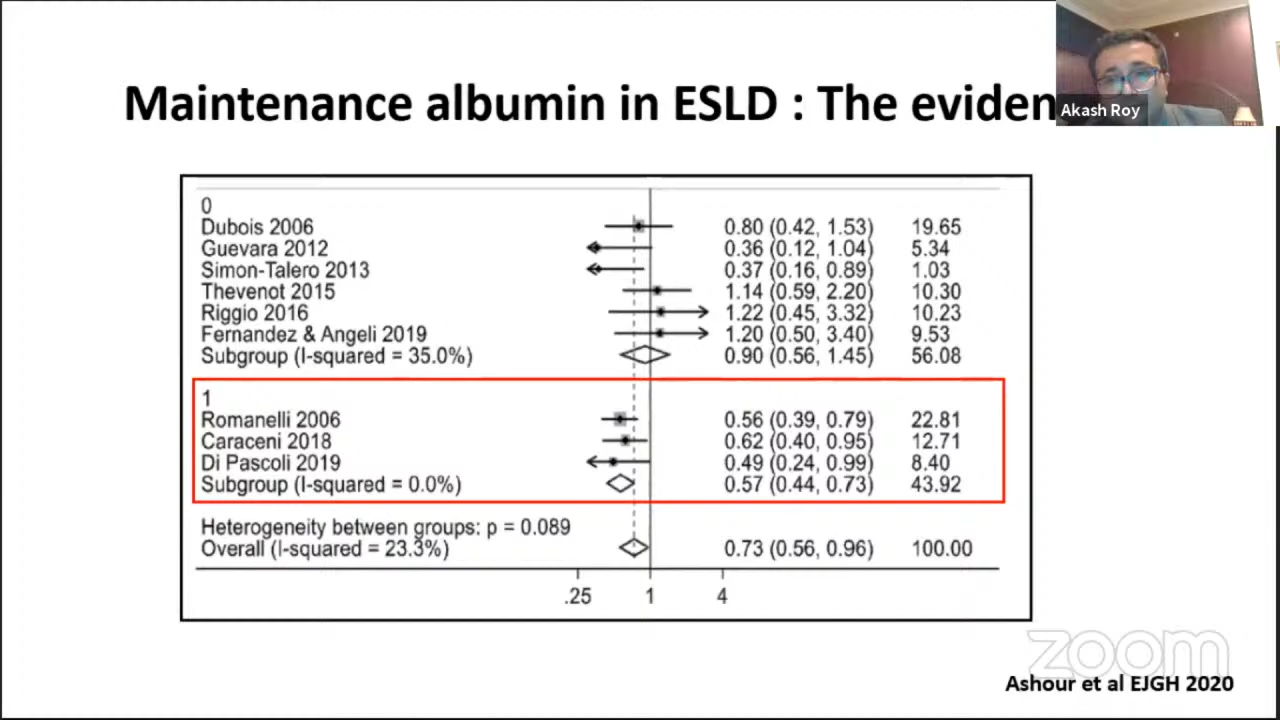 Maintenance albumin in ESLD : The eviden
Akash Roy
0
Dubois 2006 0.80 (0.42, 1.53) 19.65
Guevara 2012 0.36 (0.12, 1.04) 5.34
Simon-Talero 2013 0.37 (0.16, 0.89) 1.03
Thevenot 2015 1.14 (0.59, 2.20) 10.30
Riggio 2016 1.22 (0.45, 3.32) 10.23
Fernandez & Angeli 2019 1.20 (0.50, 3.40) 9.53
Subgroup (I-squared = 35.0%) 0.90 (0.56, 1.45) 56.08
1
Romanelli 2006 0.56 (0.39, 0.79) 22.81
Caraceni 2018 0.62 (0.40, 0.95) 12.71
Di Pascoli 2019 0.49 (0.24, 0.99) 8.40
Subgroup (I-squared = 0.0%) 0.57 (0.44, 0.73) 43.92
Heterogeneity between groups: p = 0.089
Overall (I-squared = 23.3%) 0.73 (0.56, 0.96) 100.00
.25 1 4
zoom
Ashour et al EJGH 2020